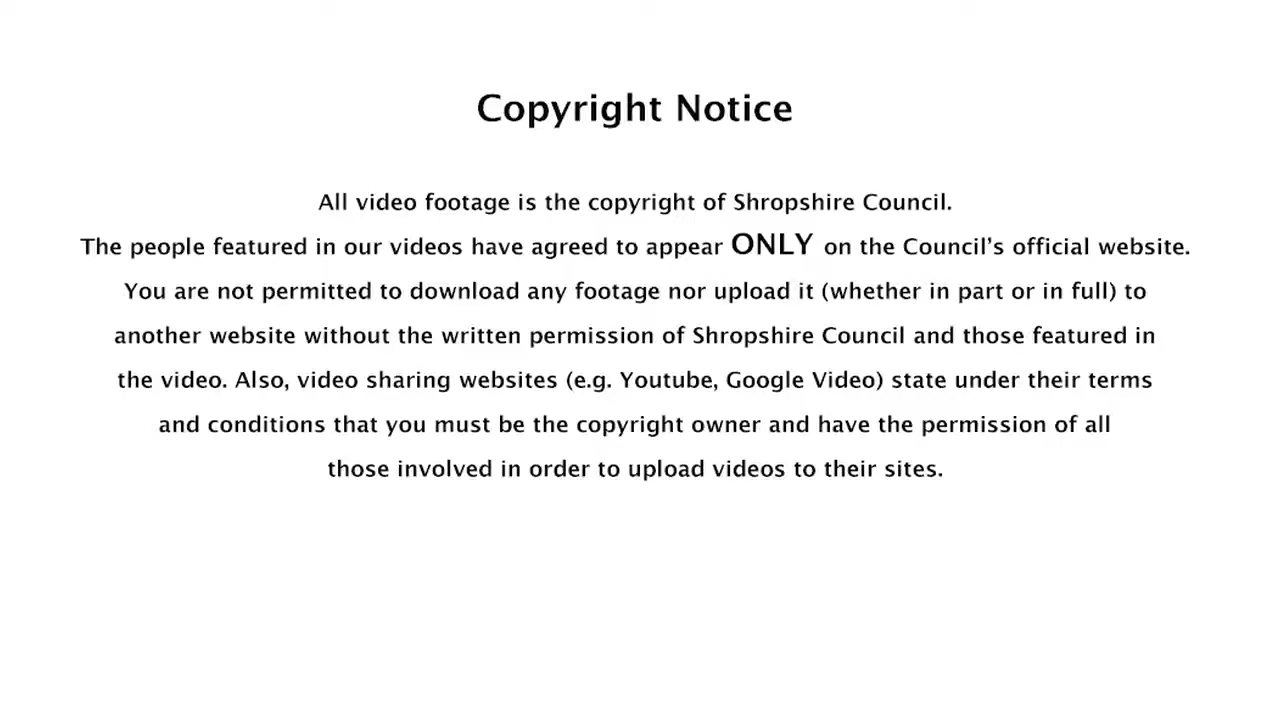 Copyright Notice
All video footage is the copyright of Shropshire Council.
The people featured in our videos have agreed to appear ONLY on the Council’s official website.
You are not permitted to download any footage nor upload it (whether in part or in full) to
another website without the written permission of Shropshire Council and those featured in
the video. Also, video sharing websites (e.g. Youtube, Google Video) state under their terms
and conditions that you must be the copyright owner and have the permission of all
those involved in order to upload videos to their sites.